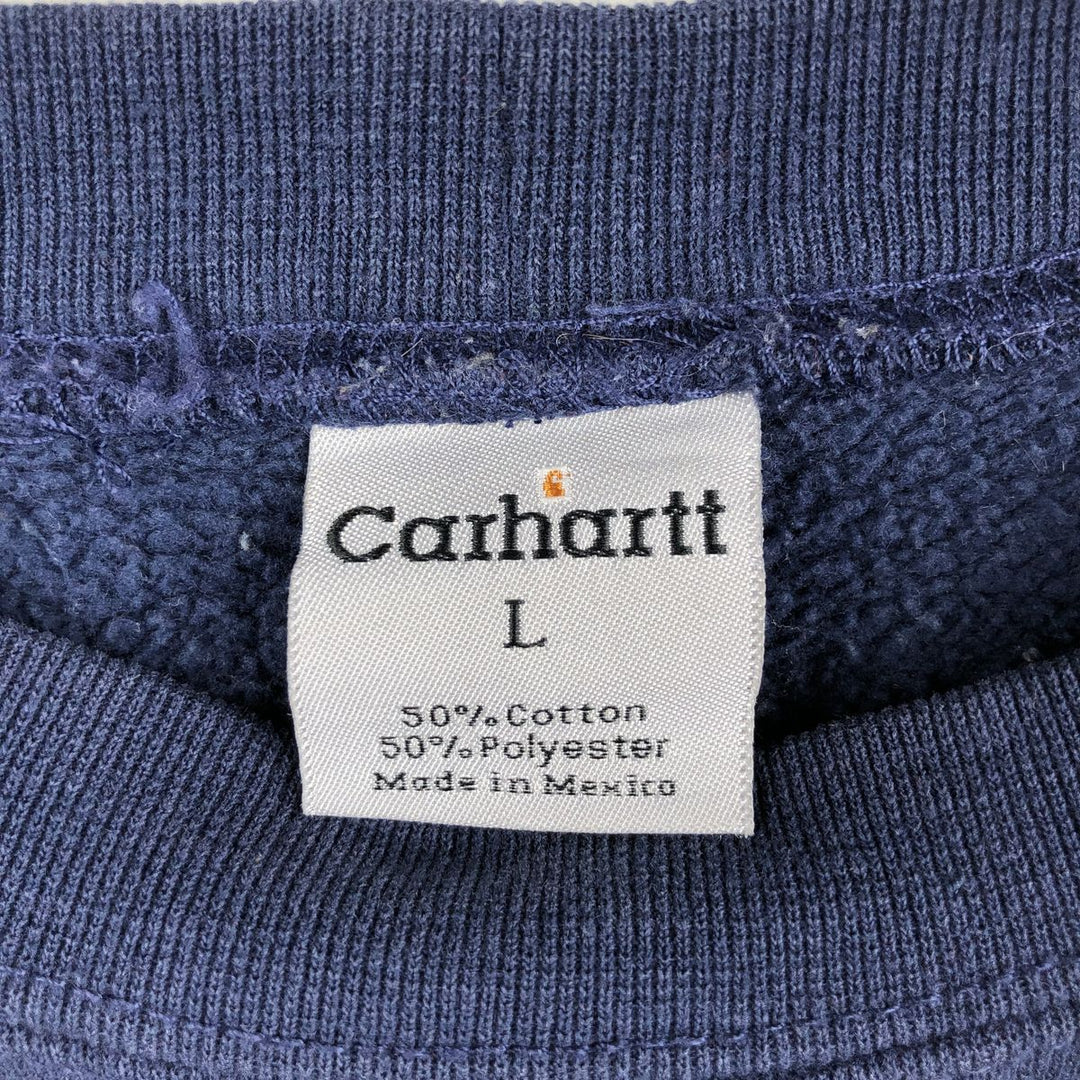 Carhartt
L
50% Cotton
50% Polyester
Made in Mexico